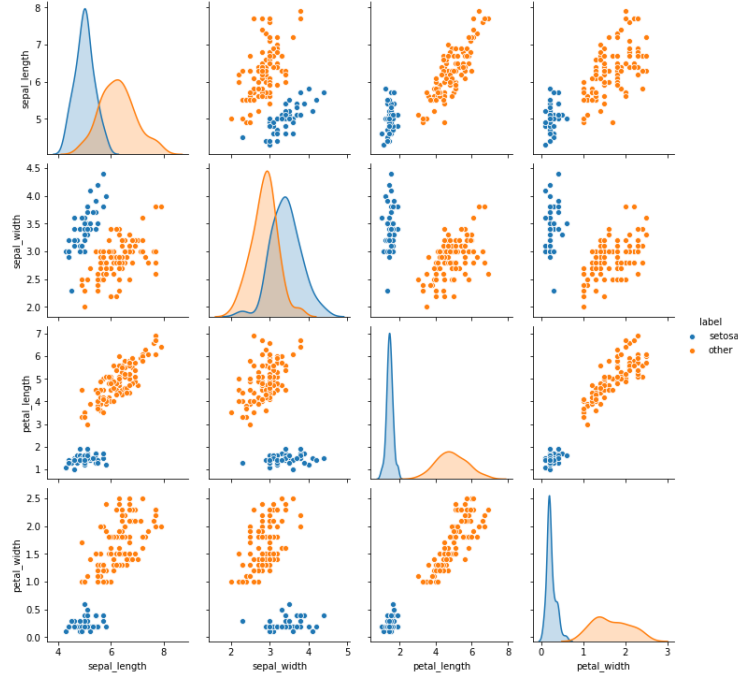 8
7
6
5
sepal_length
4.5
4.0
3.5
3.0
2.5
2.0
sepal_width
label
setosa
other
7
6
5
4
3
2
1
petal_length
2.5
2.0
1.5
1.0
0.5
0.0
petal_width
4 6 8 2 3 4 5 2 4 6 8 0 1 2 3
sepal_length sepal_width petal_length petal_width